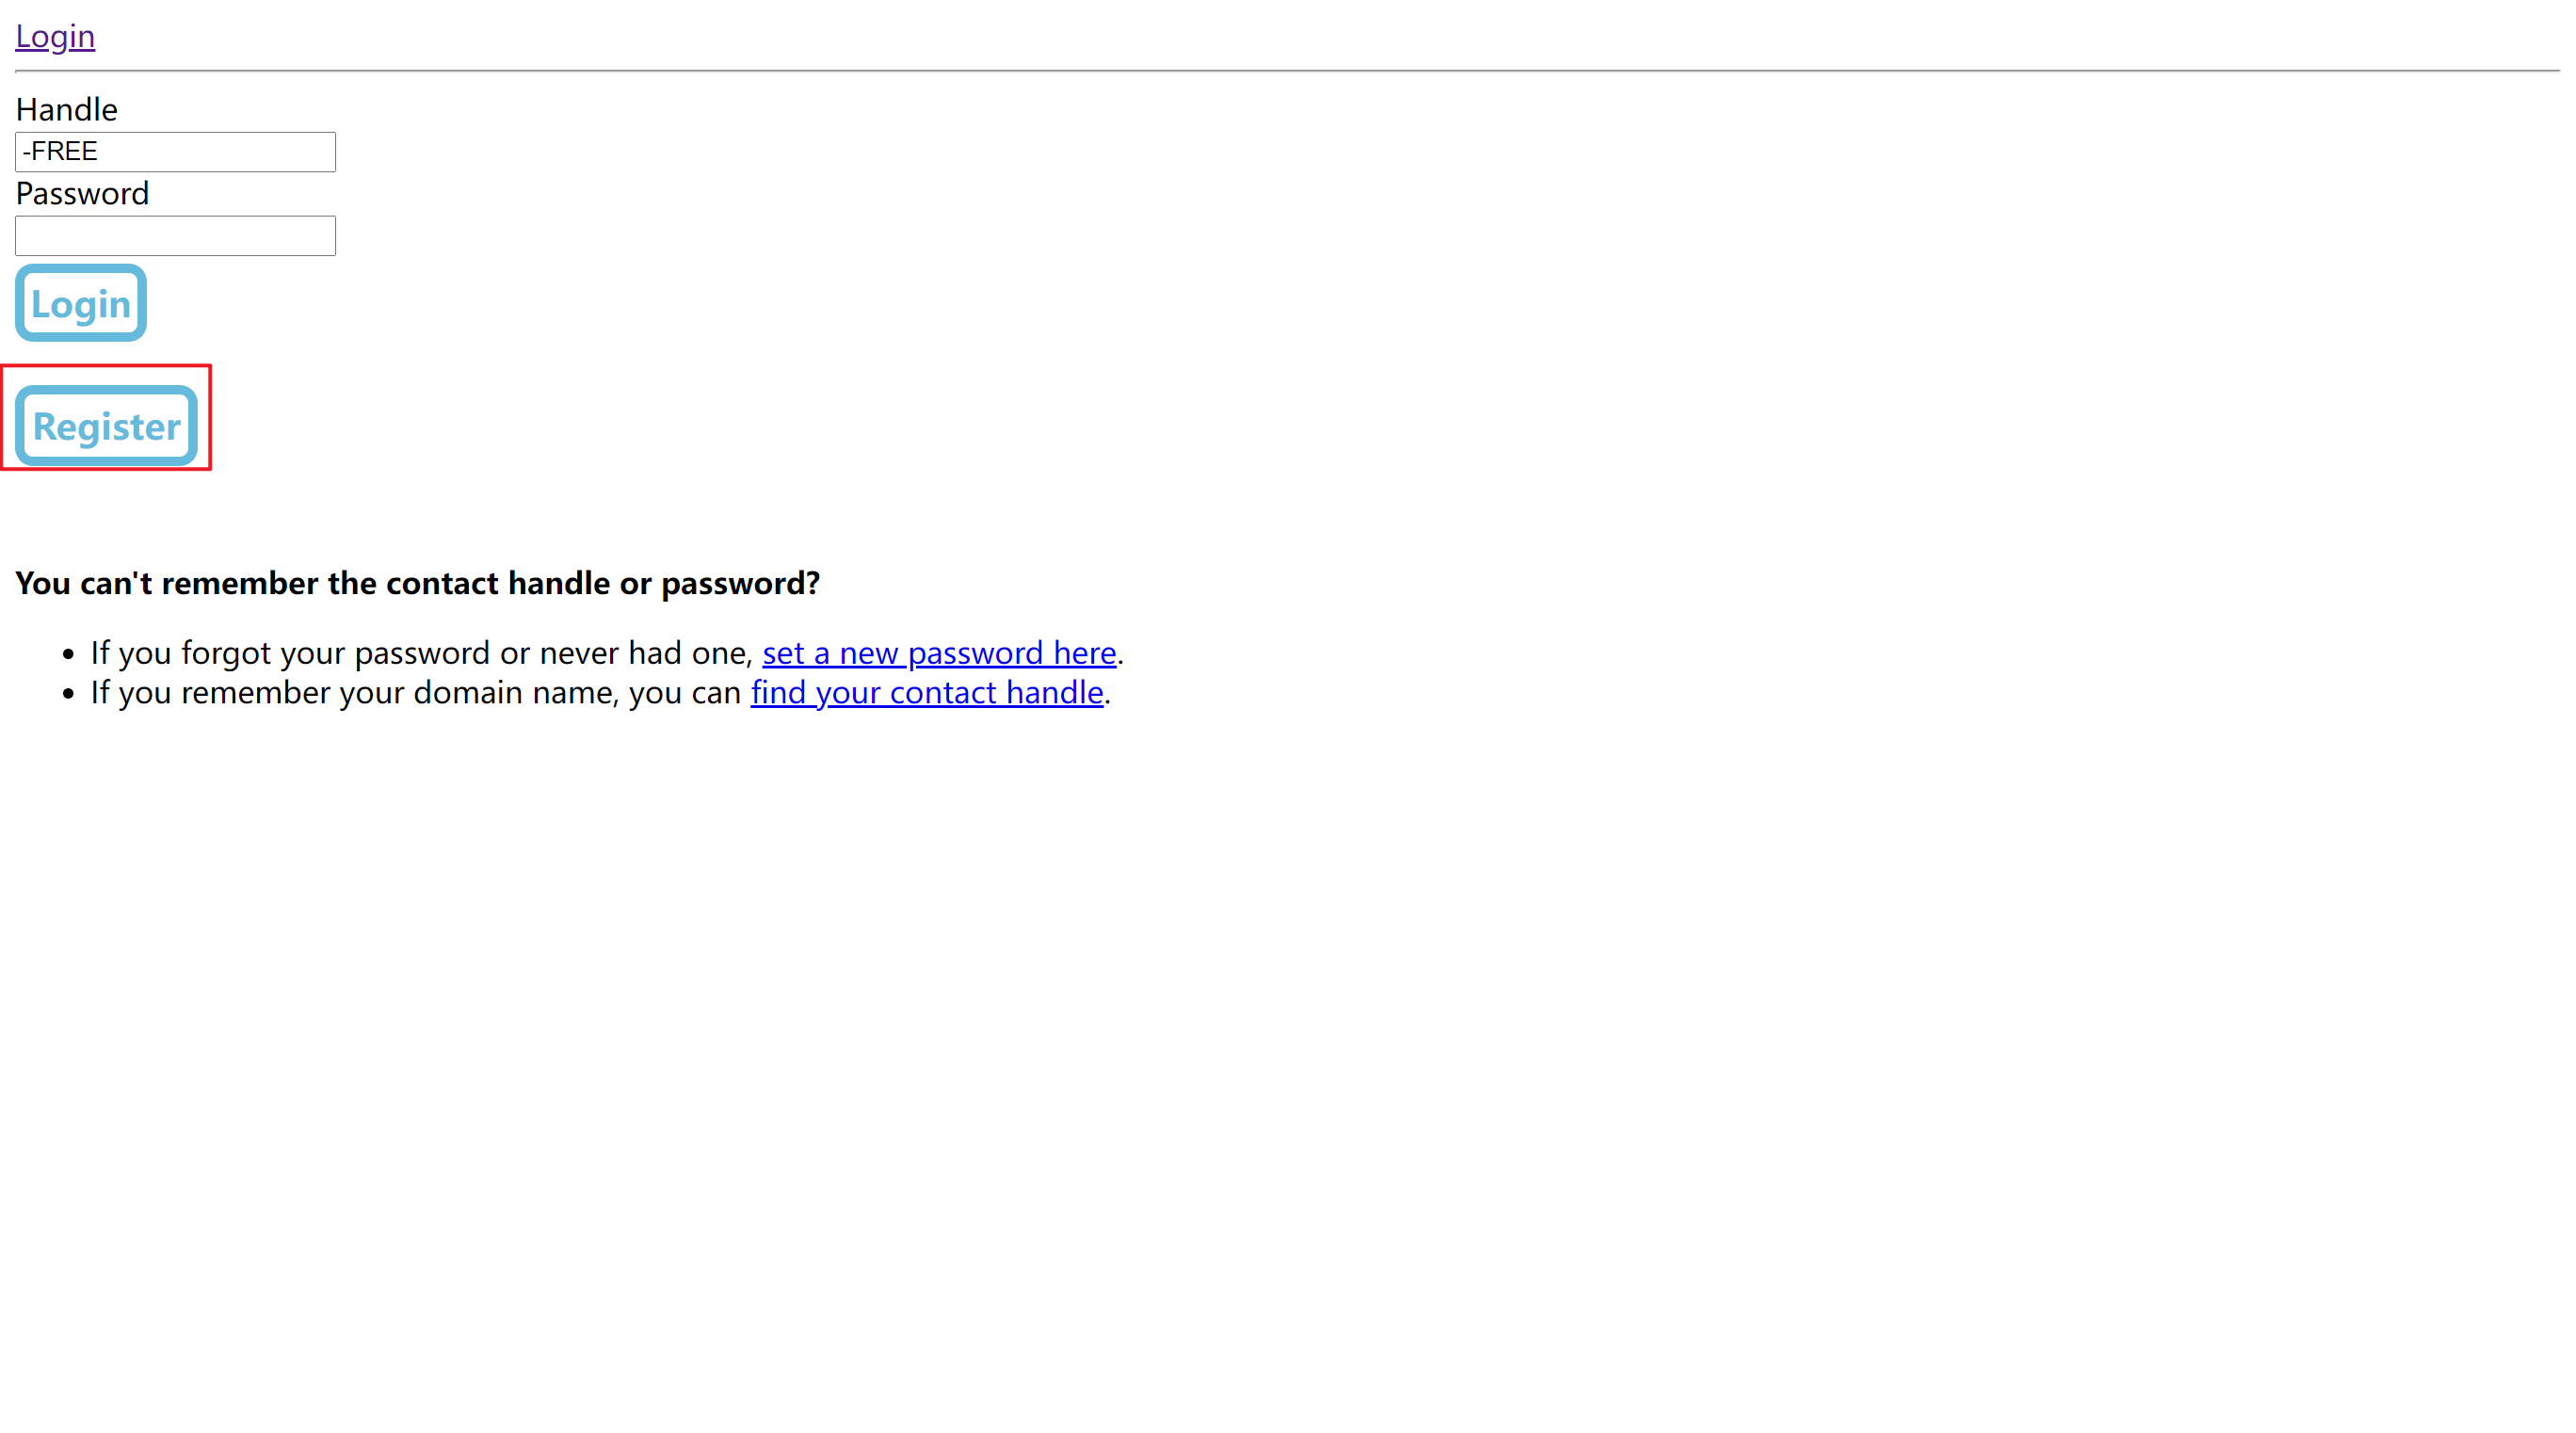 Login
Handle
-FREE
Password
Login
Register
You can't remember the contact handle or password?
• If you forgot your password or never had one, set a new password here.
• If you remember your domain name, you can find your contact handle.